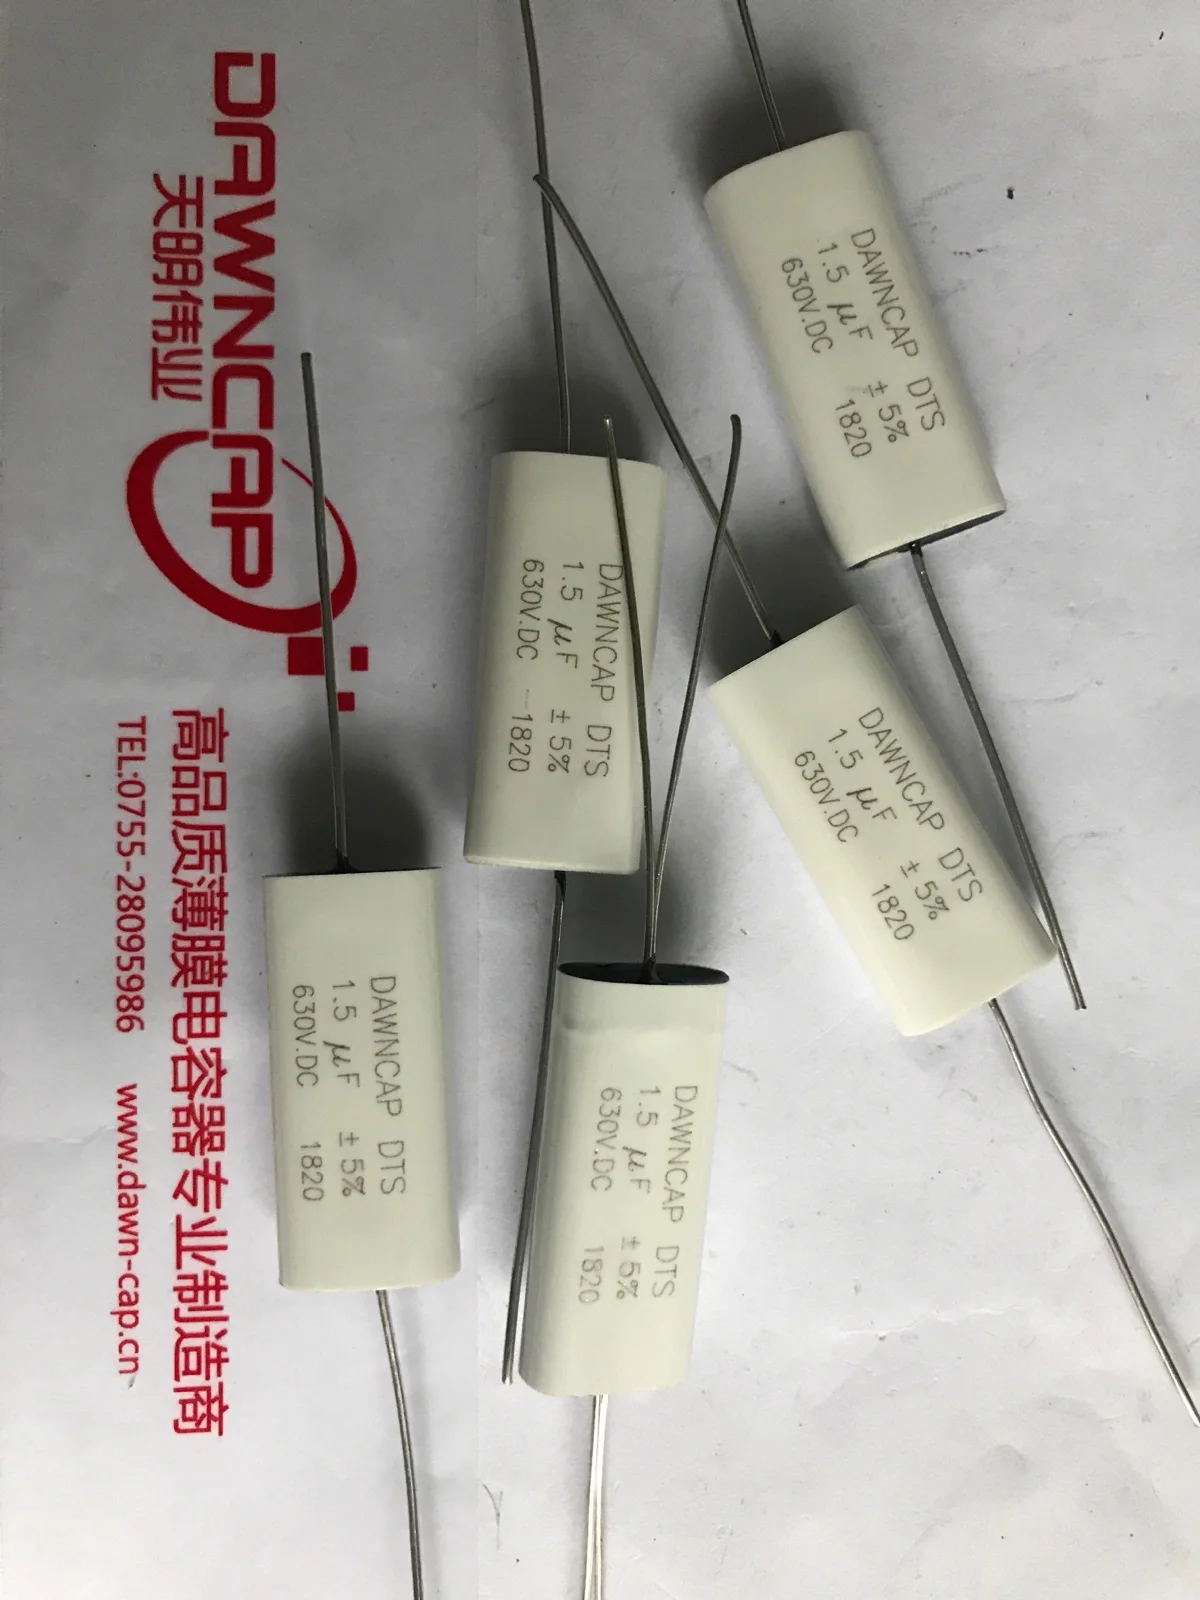 DAWNCAP
天明伟业
高品质薄膜电容器专业制造商
TEL:0755-28095986 www.dawn-cap.cn
DAWNCAP DTS
1.5 μF ±5%
630V.DC 1820
DAWNCAP DTS
1.5 μF ±5%
630V.DC 1820
DAWNCAP DTS
1.5 μF ±5%
630V.DC 1820
DAWNCAP DTS
1.5 μF ±5%
630V.DC 1820
DAWNCAP DTS
1.5 μF ±5%
630V.DC 1820